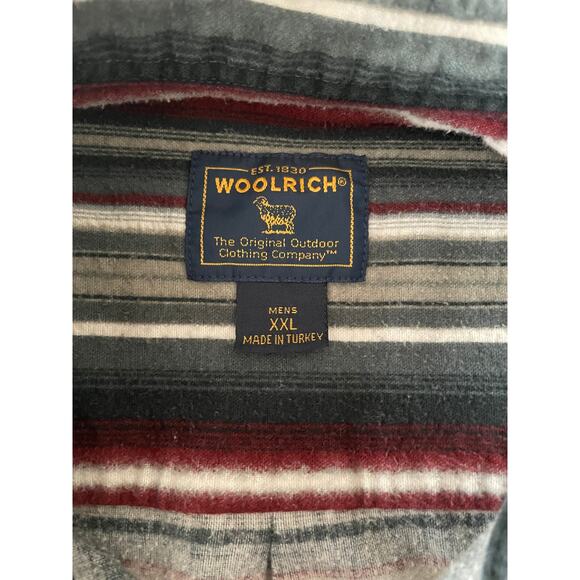 EST. 1830
WOOLRICH®
The Original Outdoor
Clothing Company™
MENS
XXL
MADE IN TURKEY